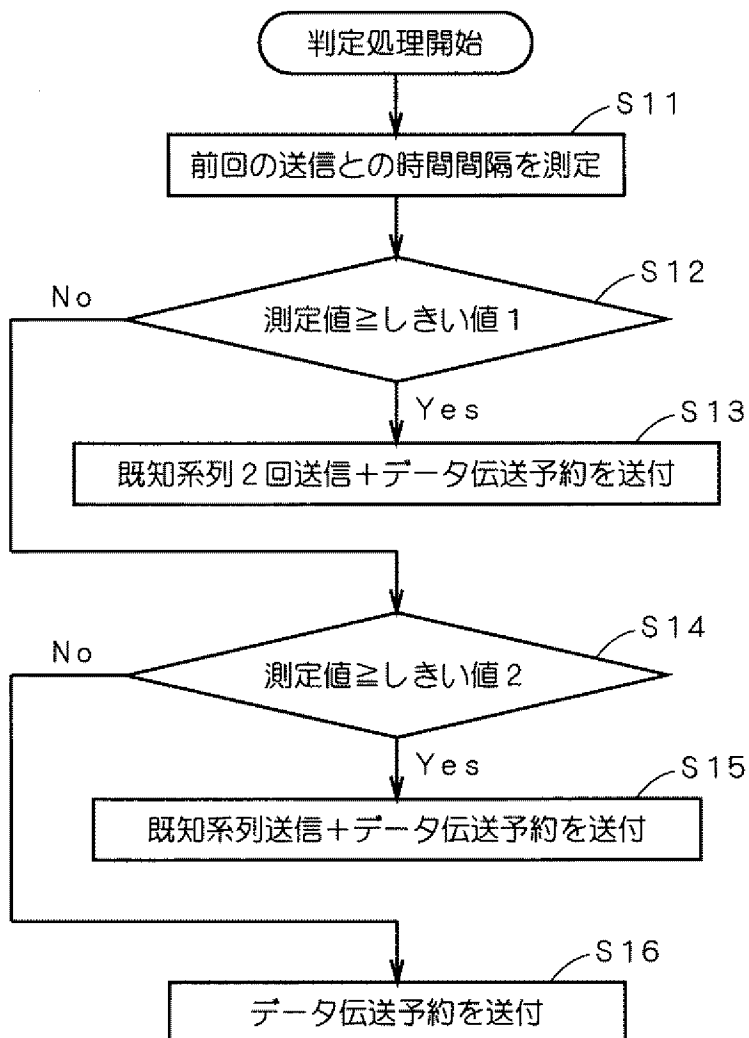 判定処理開始
S11
前回の送信との時間間隔を測定
S12
No
測定値≧しきい値1
Yes
S13
既知系列2回送信+データ伝送予約を送付
S14
No
測定値≧しきい値2
Yes
S15
既知系列送信+データ伝送予約を送付
S16
データ伝送予約を送付